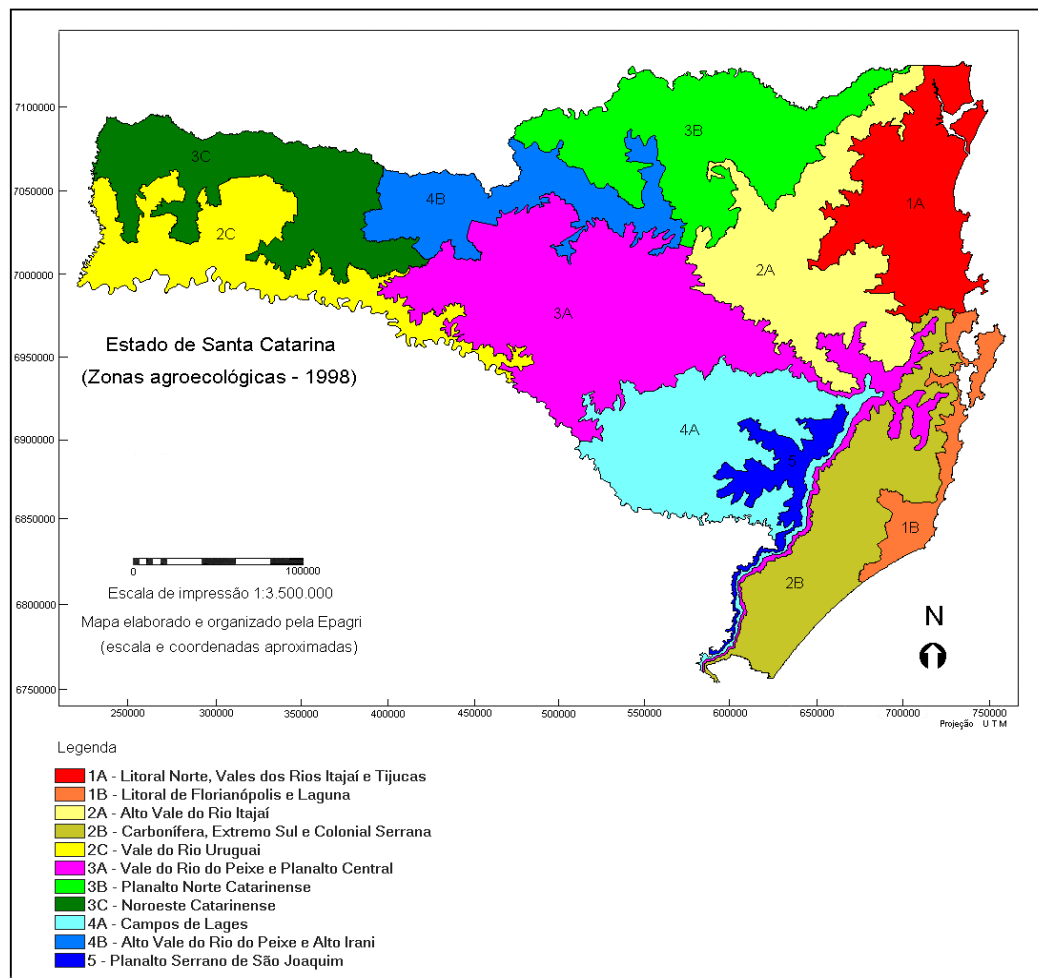 7100000
7050000
7000000
6950000
6900000
6850000
6800000
6750000
3C
3B
4B
1A
2C
2A
3A
Estado de Santa Catarina
(Zonas agroecológicas - 1998)
4A
5
1B
2B
0 100000
Escala de impressão 1:3.500.000
Mapa elaborado e organizado pela Epagri
(escala e coordenadas aproximadas)
N
250000 300000 350000 400000 450000 500000 550000 600000 650000 700000 750000
Projeção U T M
Legenda
1A - Litoral Norte, Vales dos Rios Itajaí e Tijucas
1B - Litoral de Florianópolis e Laguna
2A - Alto Vale do Rio Itajaí
2B - Carbonífera, Extremo Sul e Colonial Serrana
2C - Vale do Rio Uruguai
3A - Vale do Rio do Peixe e Planalto Central
3B - Planalto Norte Catarinense
3C - Noroeste Catarinense
4A - Campos de Lages
4B - Alto Vale do Rio do Peixe e Alto Irani
5 - Planalto Serrano de São Joaquim